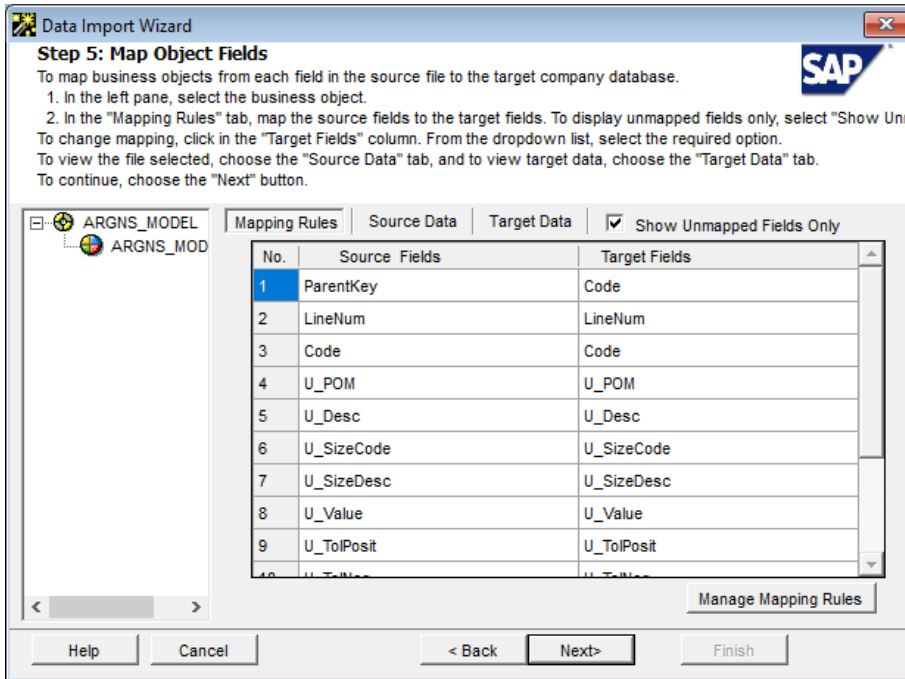 Data Import Wizard
Step 5: Map Object Fields
SAP
To map business objects from each field in the source file to the target company database.
1. In the left pane, select the business object.
2. In the "Mapping Rules" tab, map the source fields to the target fields. To display unmapped fields only, select "Show Un
To change mapping, click in the "Target Fields" column. From the dropdown list, select the required option.
To view the file selected, choose the "Source Data" tab, and to view target data, choose the "Target Data" tab.
To continue, choose the "Next" button.
ARGNS_MODEL
ARGNS_MOD
Mapping Rules Source Data Target Data Show Unmapped Fields Only
No. Source Fields Target Fields
1 ParentKey Code
2 LineNum LineNum
3 Code Code
4 U_POM U_POM
5 U_Desc U_Desc
6 U_SizeCode U_SizeCode
7 U_SizeDesc U_SizeDesc
8 U_Value U_Value
9 U_TolPosit U_TolPosit
Manage Mapping Rules
Help Cancel < Back Next> Finish